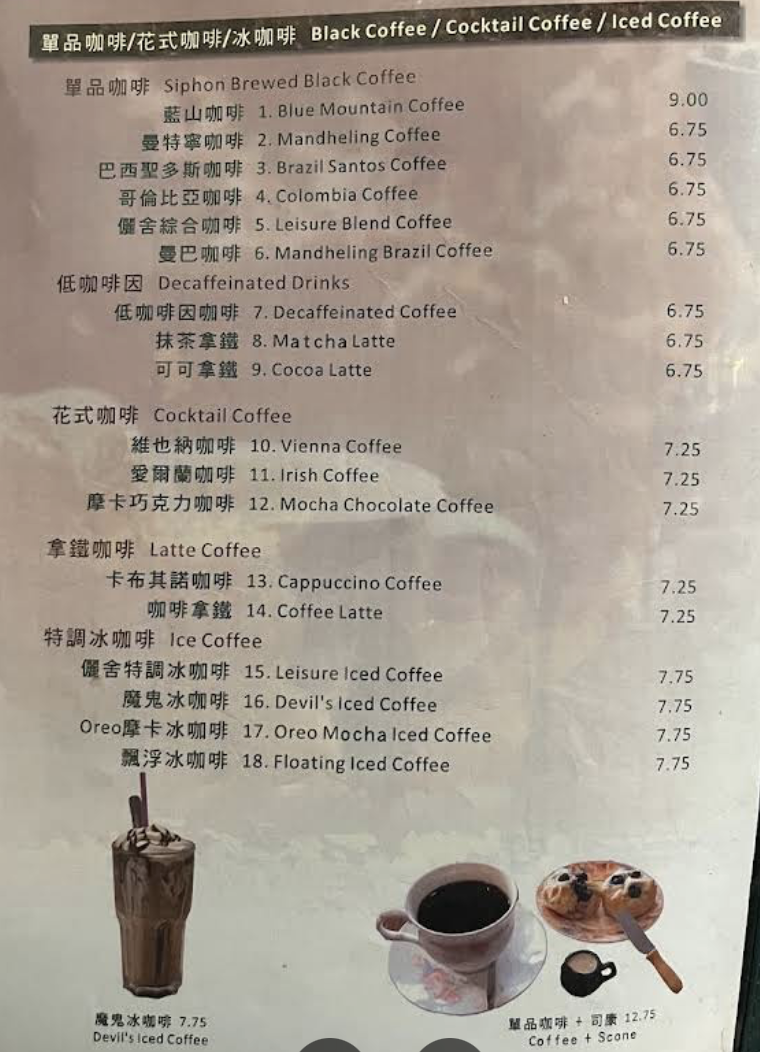 單品咖啡/花式咖啡/冰咖啡 Black Coffee / Cocktail Coffee / Iced Coffee
單品咖啡 Siphon Brewed Black Coffee
藍山咖啡 1. Blue Mountain Coffee 9.00
曼特寧咖啡 2. Mandheling Coffee 6.75
巴西聖多斯咖啡 3. Brazil Santos Coffee 6.75
哥倫比亞咖啡 4. Colombia Coffee 6.75
儷舍綜合咖啡 5. Leisure Blend Coffee 6.75
曼巴咖啡 6. Mandheling Brazil Coffee 6.75
低咖啡因 Decaffeinated Drinks
低咖啡因咖啡 7. Decaffeinated Coffee 6.75
抹茶拿鐵 8. Matcha Latte 6.75
可可拿鐵 9. Cocoa Latte 6.75
花式咖啡 Cocktail Coffee
維也納咖啡 10. Vienna Coffee 7.25
愛爾蘭咖啡 11. Irish Coffee 7.25
摩卡巧克力咖啡 12. Mocha Chocolate Coffee 7.25
拿鐵咖啡 Latte Coffee
卡布其諾咖啡 13. Cappuccino Coffee 7.25
咖啡拿鐵 14. Coffee Latte 7.25
特調冰咖啡 Ice Coffee
儷舍特調冰咖啡 15. Leisure Iced Coffee 7.75
魔鬼冰咖啡 16. Devil's Iced Coffee 7.75
Oreo摩卡冰咖啡 17. Oreo Mocha Iced Coffee 7.75
飄浮冰咖啡 18. Floating Iced Coffee 7.75
魔鬼冰咖啡 7.75
Devil's Iced Coffee
單品咖啡 + 司康 12.75
Coffee + Scone